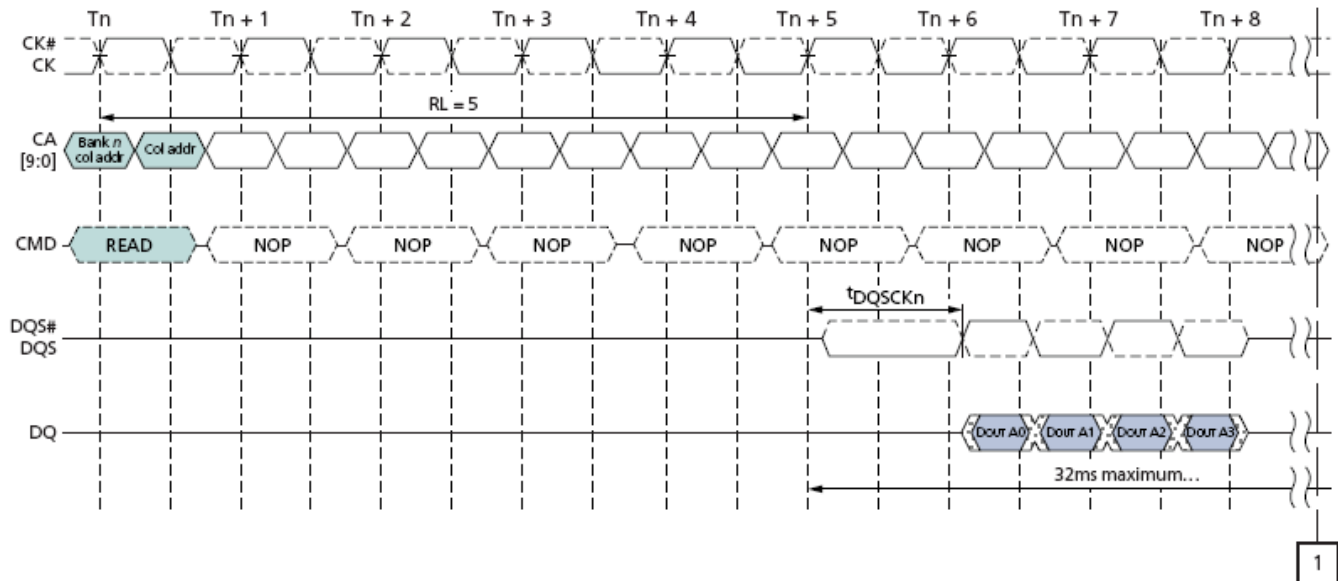 Tn Tn + 1 Tn + 2 Tn + 3 Tn + 4 Tn + 5 Tn + 6 Tn + 7 Tn + 8
CK#
CK
RL = 5
CA
[9:0]
Bank n
col addr
Col addr
CMD READ NOP NOP NOP NOP NOP NOP NOP NOP
tDQSCKn
DQS#
DQS
DQ DOUT A0 DOUT A1 DOUT A2 DOUT A3
32ms maximum…
1